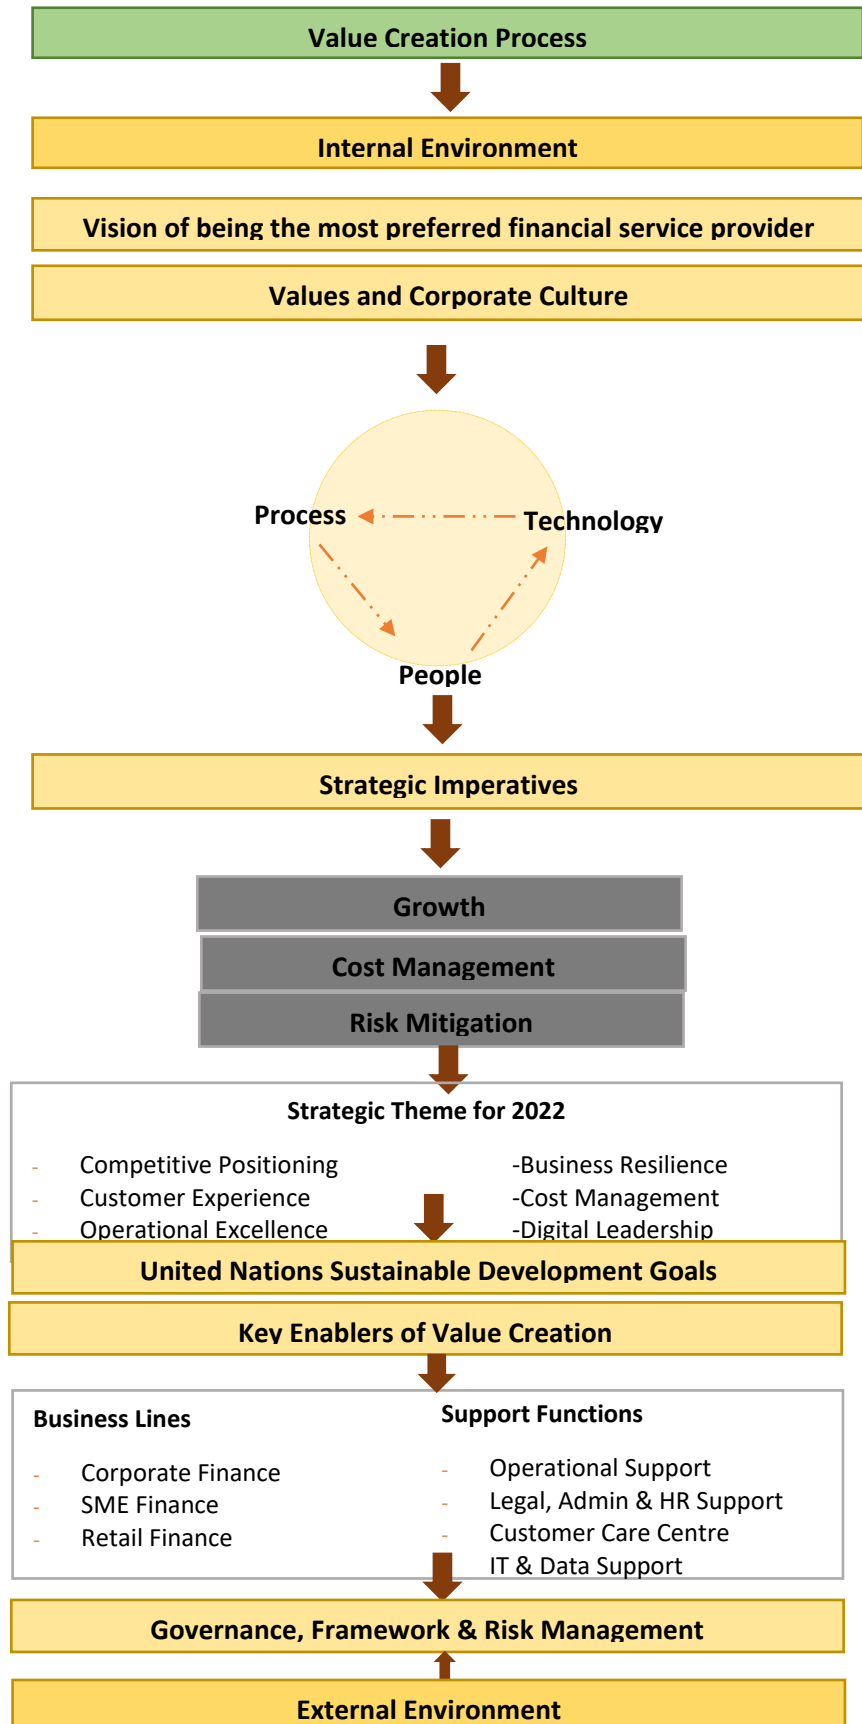 Value Creation Process
Internal Environment
Vision of being the most preferred financial service provider
Values and Corporate Culture
Process
Technology
People
Strategic Imperatives
Growth
Cost Management
Risk Mitigation
Strategic Theme for 2022
- Competitive Positioning
- Customer Experience
- Operational Excellence
-Business Resilience
-Cost Management
-Digital Leadership
United Nations Sustainable Development Goals
Key Enablers of Value Creation
Business Lines
- Corporate Finance
- SME Finance
- Retail Finance
Support Functions
- Operational Support
- Legal, Admin & HR Support
- Customer Care Centre
IT & Data Support
Governance, Framework & Risk Management
External Environment